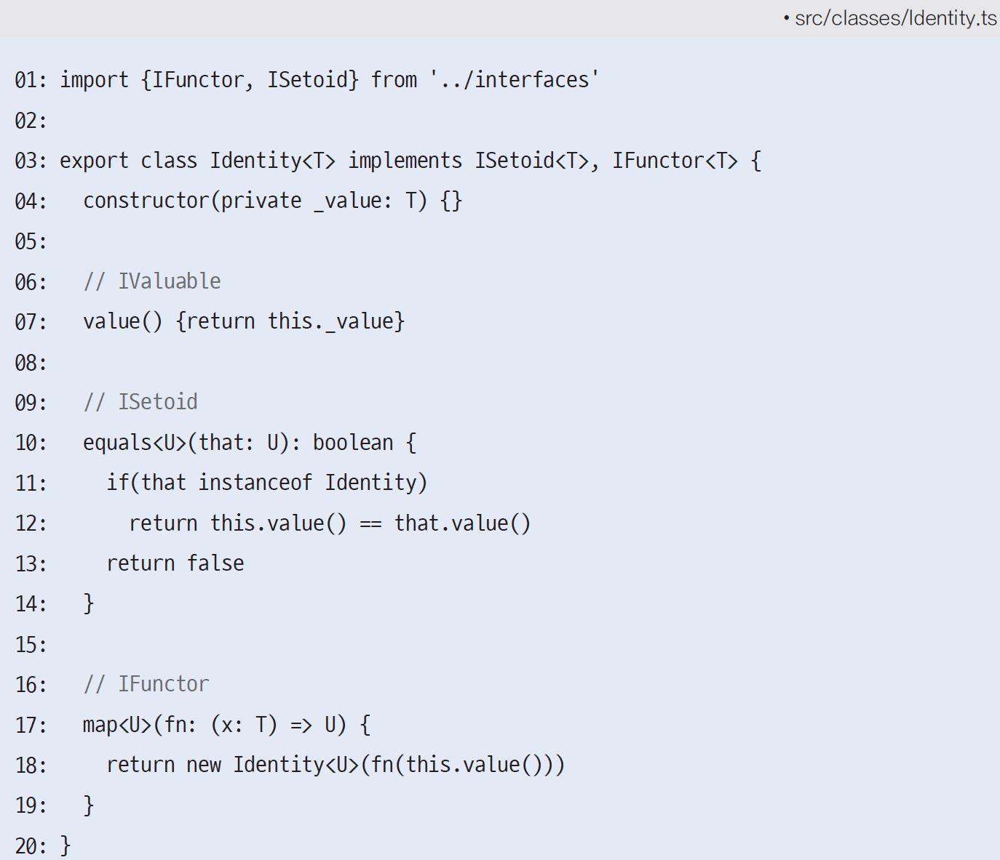 • src/classes/Identity.ts
01: import {IFunctor, ISetoid} from '../interfaces'
02:
03: export class Identity<T> implements ISetoid<T>, IFunctor<T> {
04:   constructor(private _value: T) {}
05:
06:   // IValuable
07:   value() {return this._value}
08:
09:   // ISetoid
10:   equals<U>(that: U): boolean {
11:     if(that instanceof Identity)
12:       return this.value() == that.value()
13:     return false
14:   }
15:
16:   // IFunctor
17:   map<U>(fn: (x: T) => U) {
18:     return new Identity<U>(fn(this.value()))
19:   }
20: }